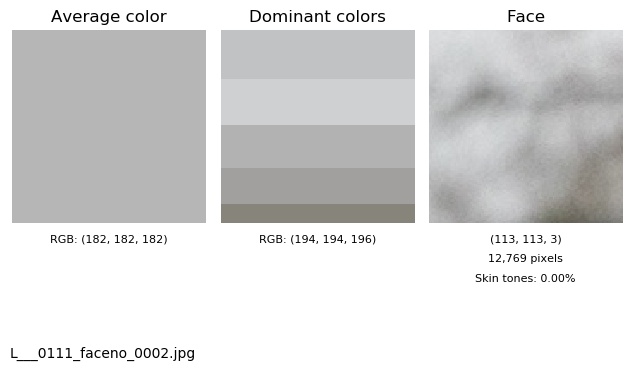 Average color
Dominant colors
Face
RGB: (182, 182, 182)
RGB: (194, 194, 196)
(113, 113, 3)
12,769 pixels
Skin tones: 0.00%
L___0111_faceno_0002.jpg